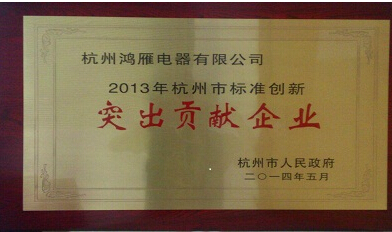 杭州鸿雁电器有限公司
2013年杭州市标准创新
突出贡献企业
杭州市人民政府
二〇一四年五月